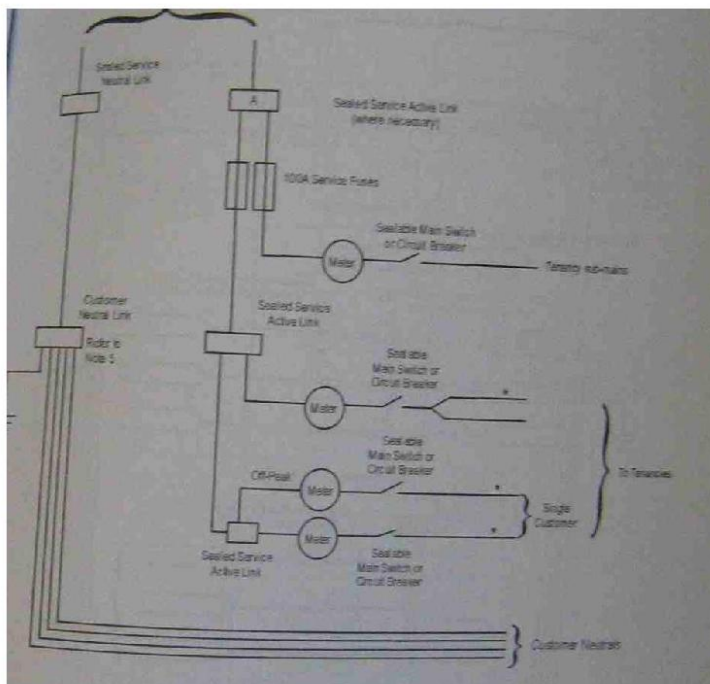 Sealed Service
Neutral Link
A
Sealed Service Active Link
(where necessary)
100A Service Fuses
Sealable Main Switch
or Circuit Breaker
Meter
Tenancy sub-mains
Customer
Neutral Link
Refer to
Note 5
Sealed Service
Active Link
Sealable
Main Switch or
Circuit Breaker
Meter
*
Sealable
Main Switch or
Circuit Breaker
Off-Peak
Meter
*
To Tenancies
Single
Customer
Meter
*
Sealed Service
Active Link
Sealable
Main Switch or
Circuit Breaker
Customer Neutrals